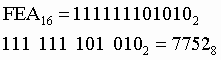 FEA₁₆ = 111111101010₂
111 111 101 010₂ = 7752₈